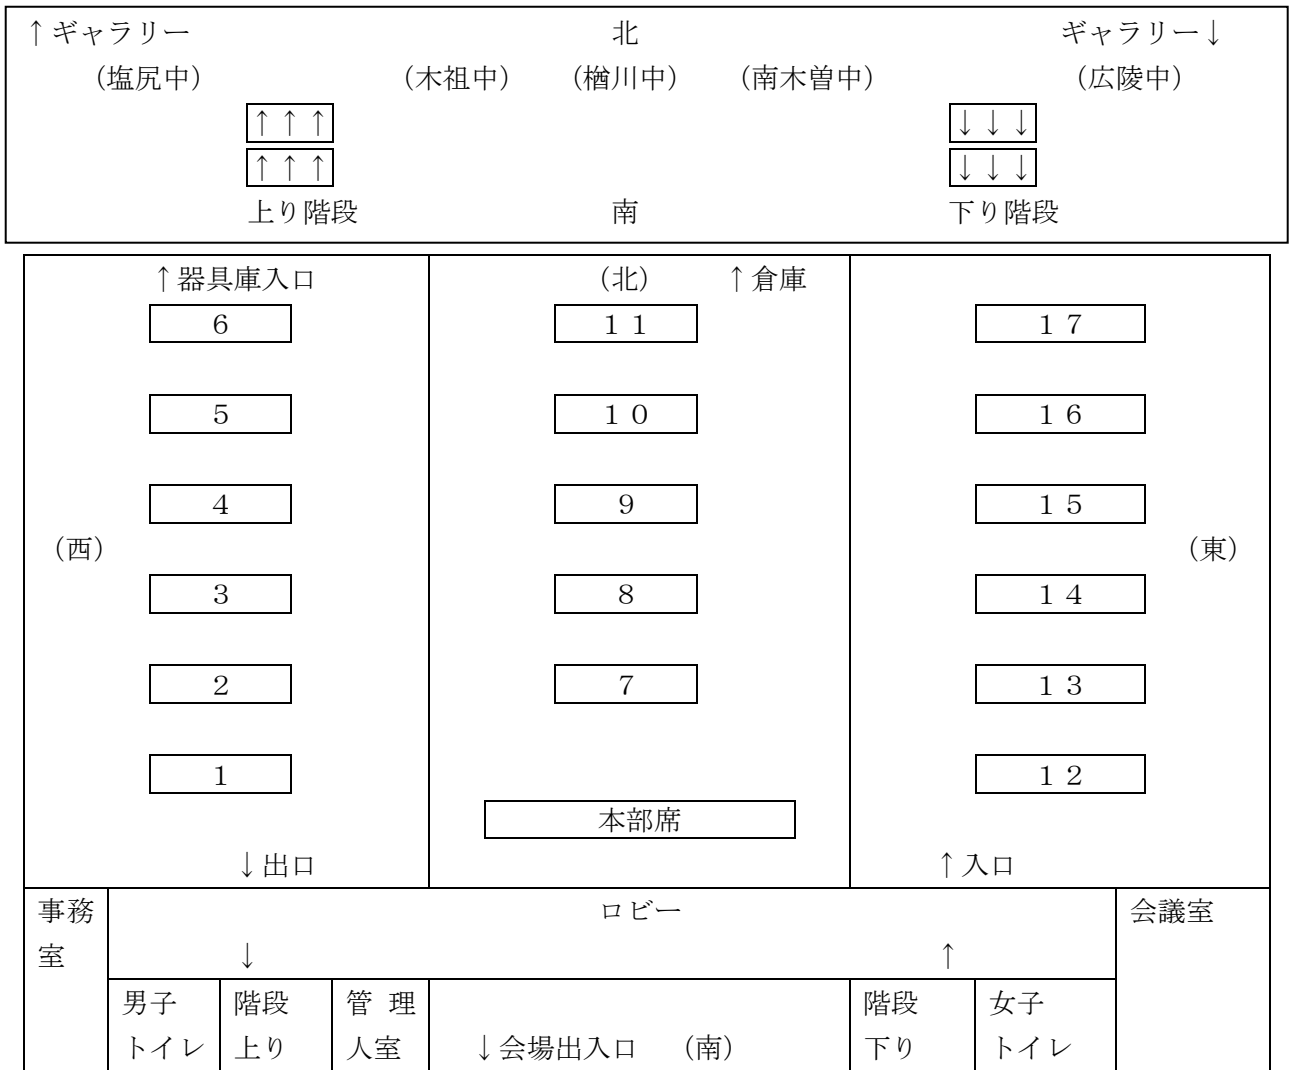 ↑ギャラリー 北 ギャラリー↓
（塩尻中） （木祖中） （楢川中） （南木曽中） （広陵中）
↑↑↑ ↓↓↓
↑↑↑ ↓↓↓
上り階段 南 下り階段
↑器具庫入口 （北） ↑倉庫
６ １１ １７
５ １０ １６
４ ９ １５
（西） （東）
３ ８ １４
２ ７ １３
１ １２
本部席
↓出口 ↑入口
事務 ロビー 会議室
室 ↓ ↑
男子 階段 管 理 階段 女子
トイレ 上り 人室 ↓会場出入口 （南） 下り トイレ